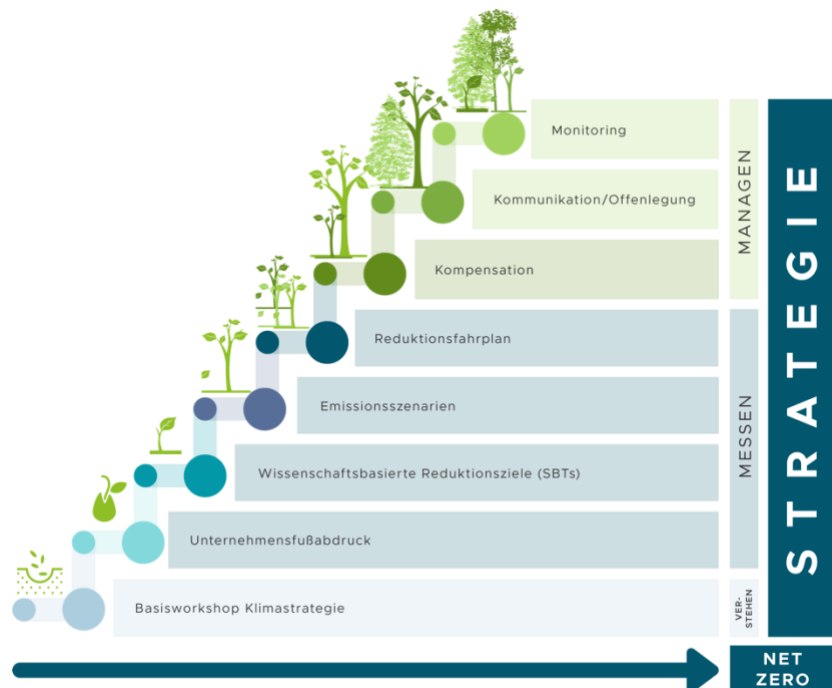 Monitoring
Kommunikation/Offenlegung
Kompensation
MANAGEN
Reduktionsfahrplan
Emissionsszenarien
Wissenschaftsbasierte Reduktionsziele (SBTs)
Unternehmensfußabdruck
MESSEN
Basisworkshop Klimastrategie
VER-
STEHEN
STRATEGIE
NET
ZERO